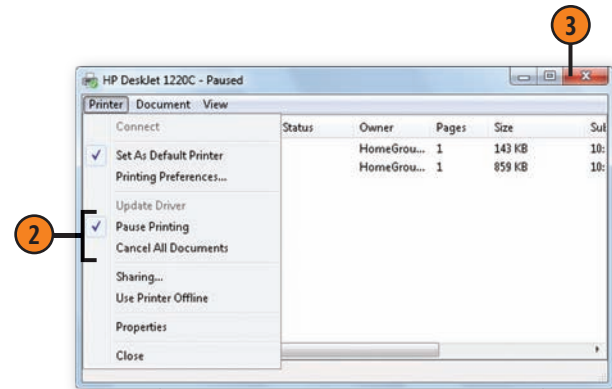 3
HP DeskJet 1220C - Paused
Printer Document View
Connect
Status Owner Pages Size
Set As Default Printer
HomeGrou... 1 143 KB 10:
Printing Preferences...
HomeGrou... 1 859 KB 10:
Update Driver
2
Pause Printing
Cancel All Documents
Sharing...
Use Printer Offline
Properties
Close